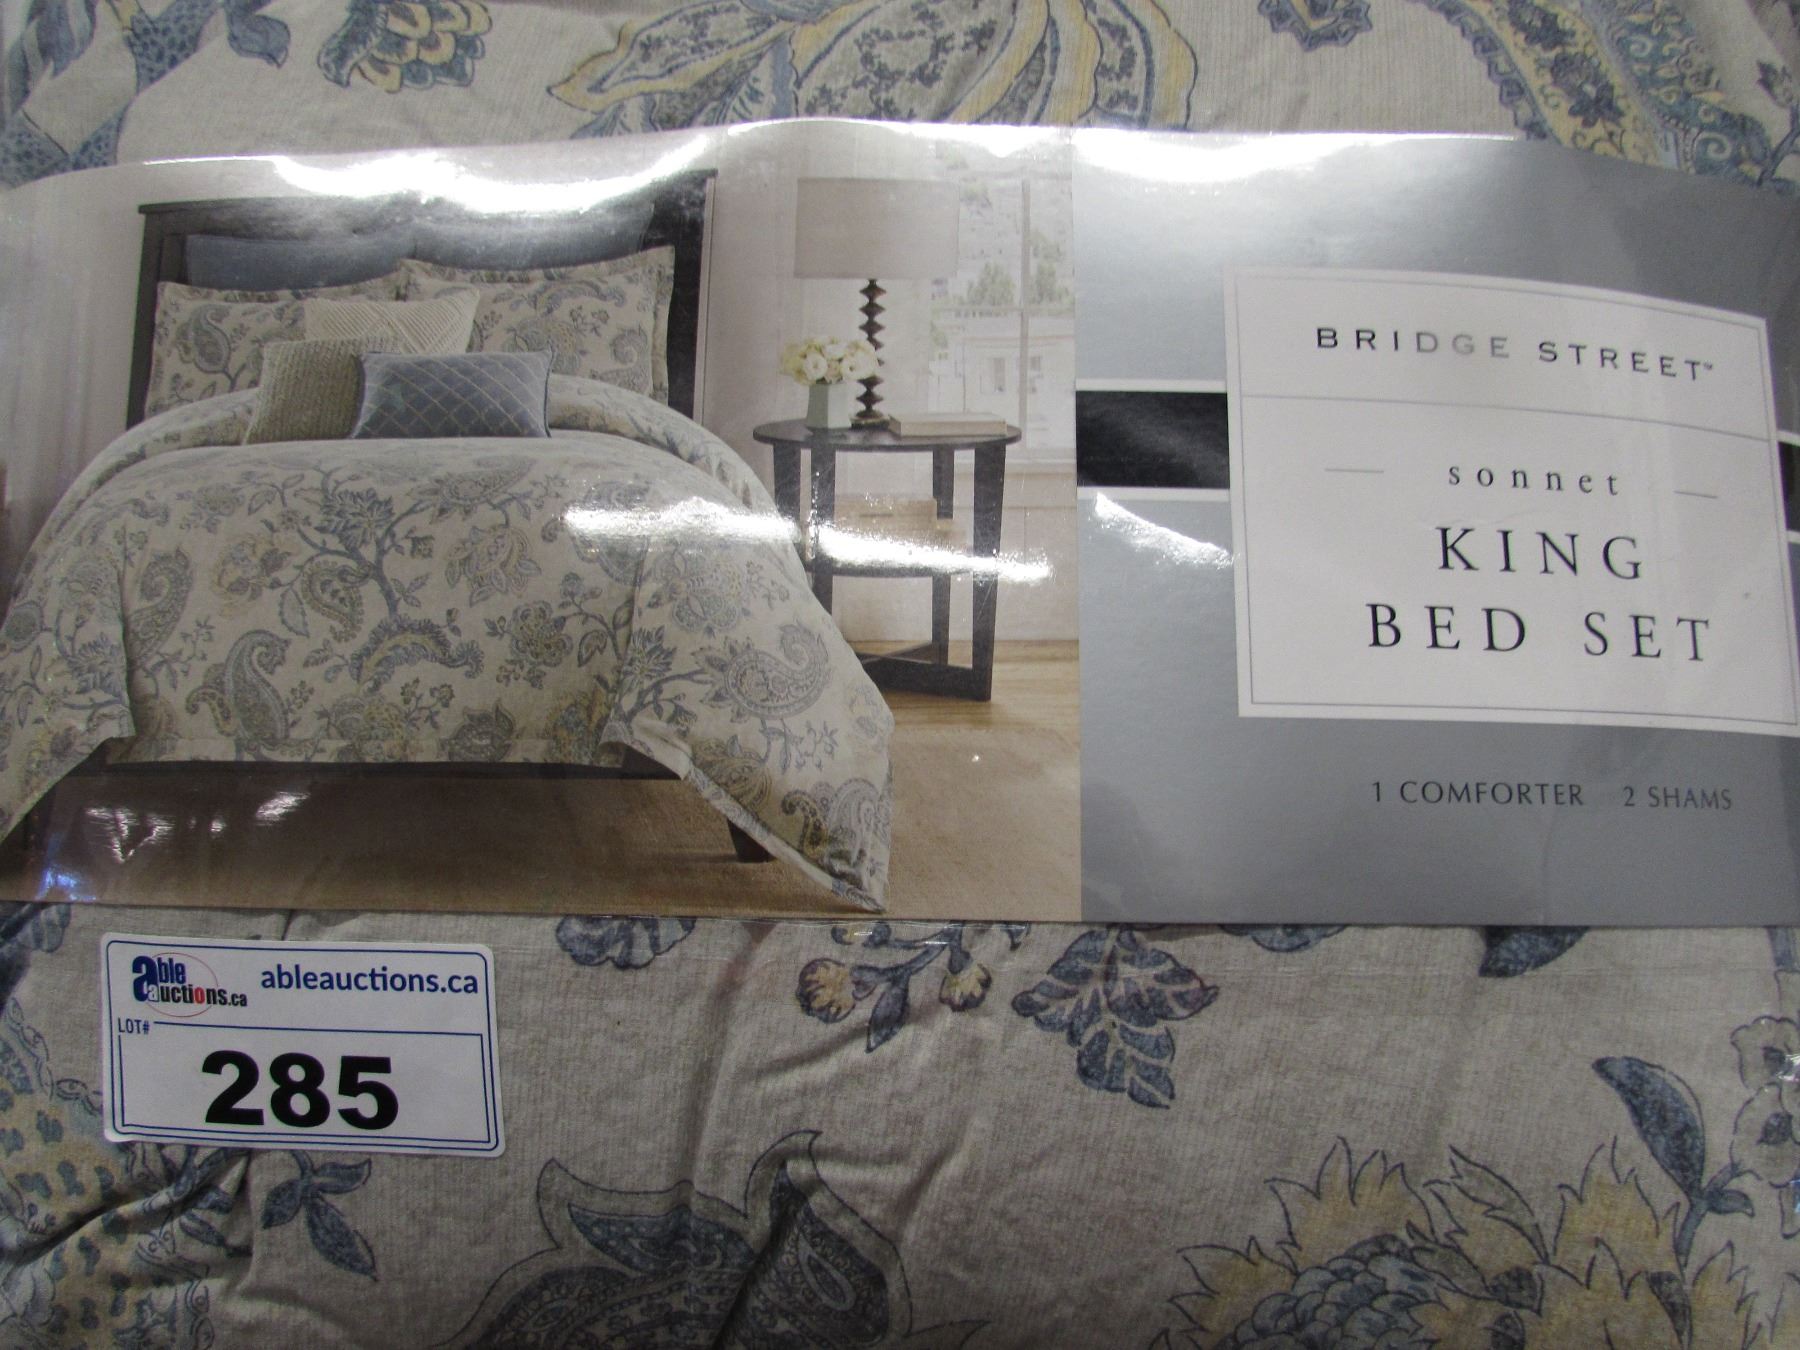 BRIDGE STREET™
sonnet
KING
BED SET
1 COMFORTER 2 SHAMS
able auctions.ca
ableauctions.ca
LOT#
285